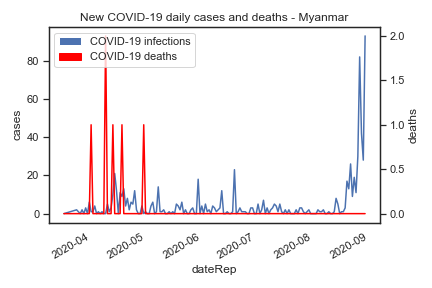 New COVID-19 daily cases and deaths - Myanmar
COVID-19 infections
COVID-19 deaths
cases
80
60
40
20
0
deaths
2.0
1.5
1.0
0.5
0.0
2020-04
2020-05
2020-06
2020-07
2020-08
2020-09
dateRep